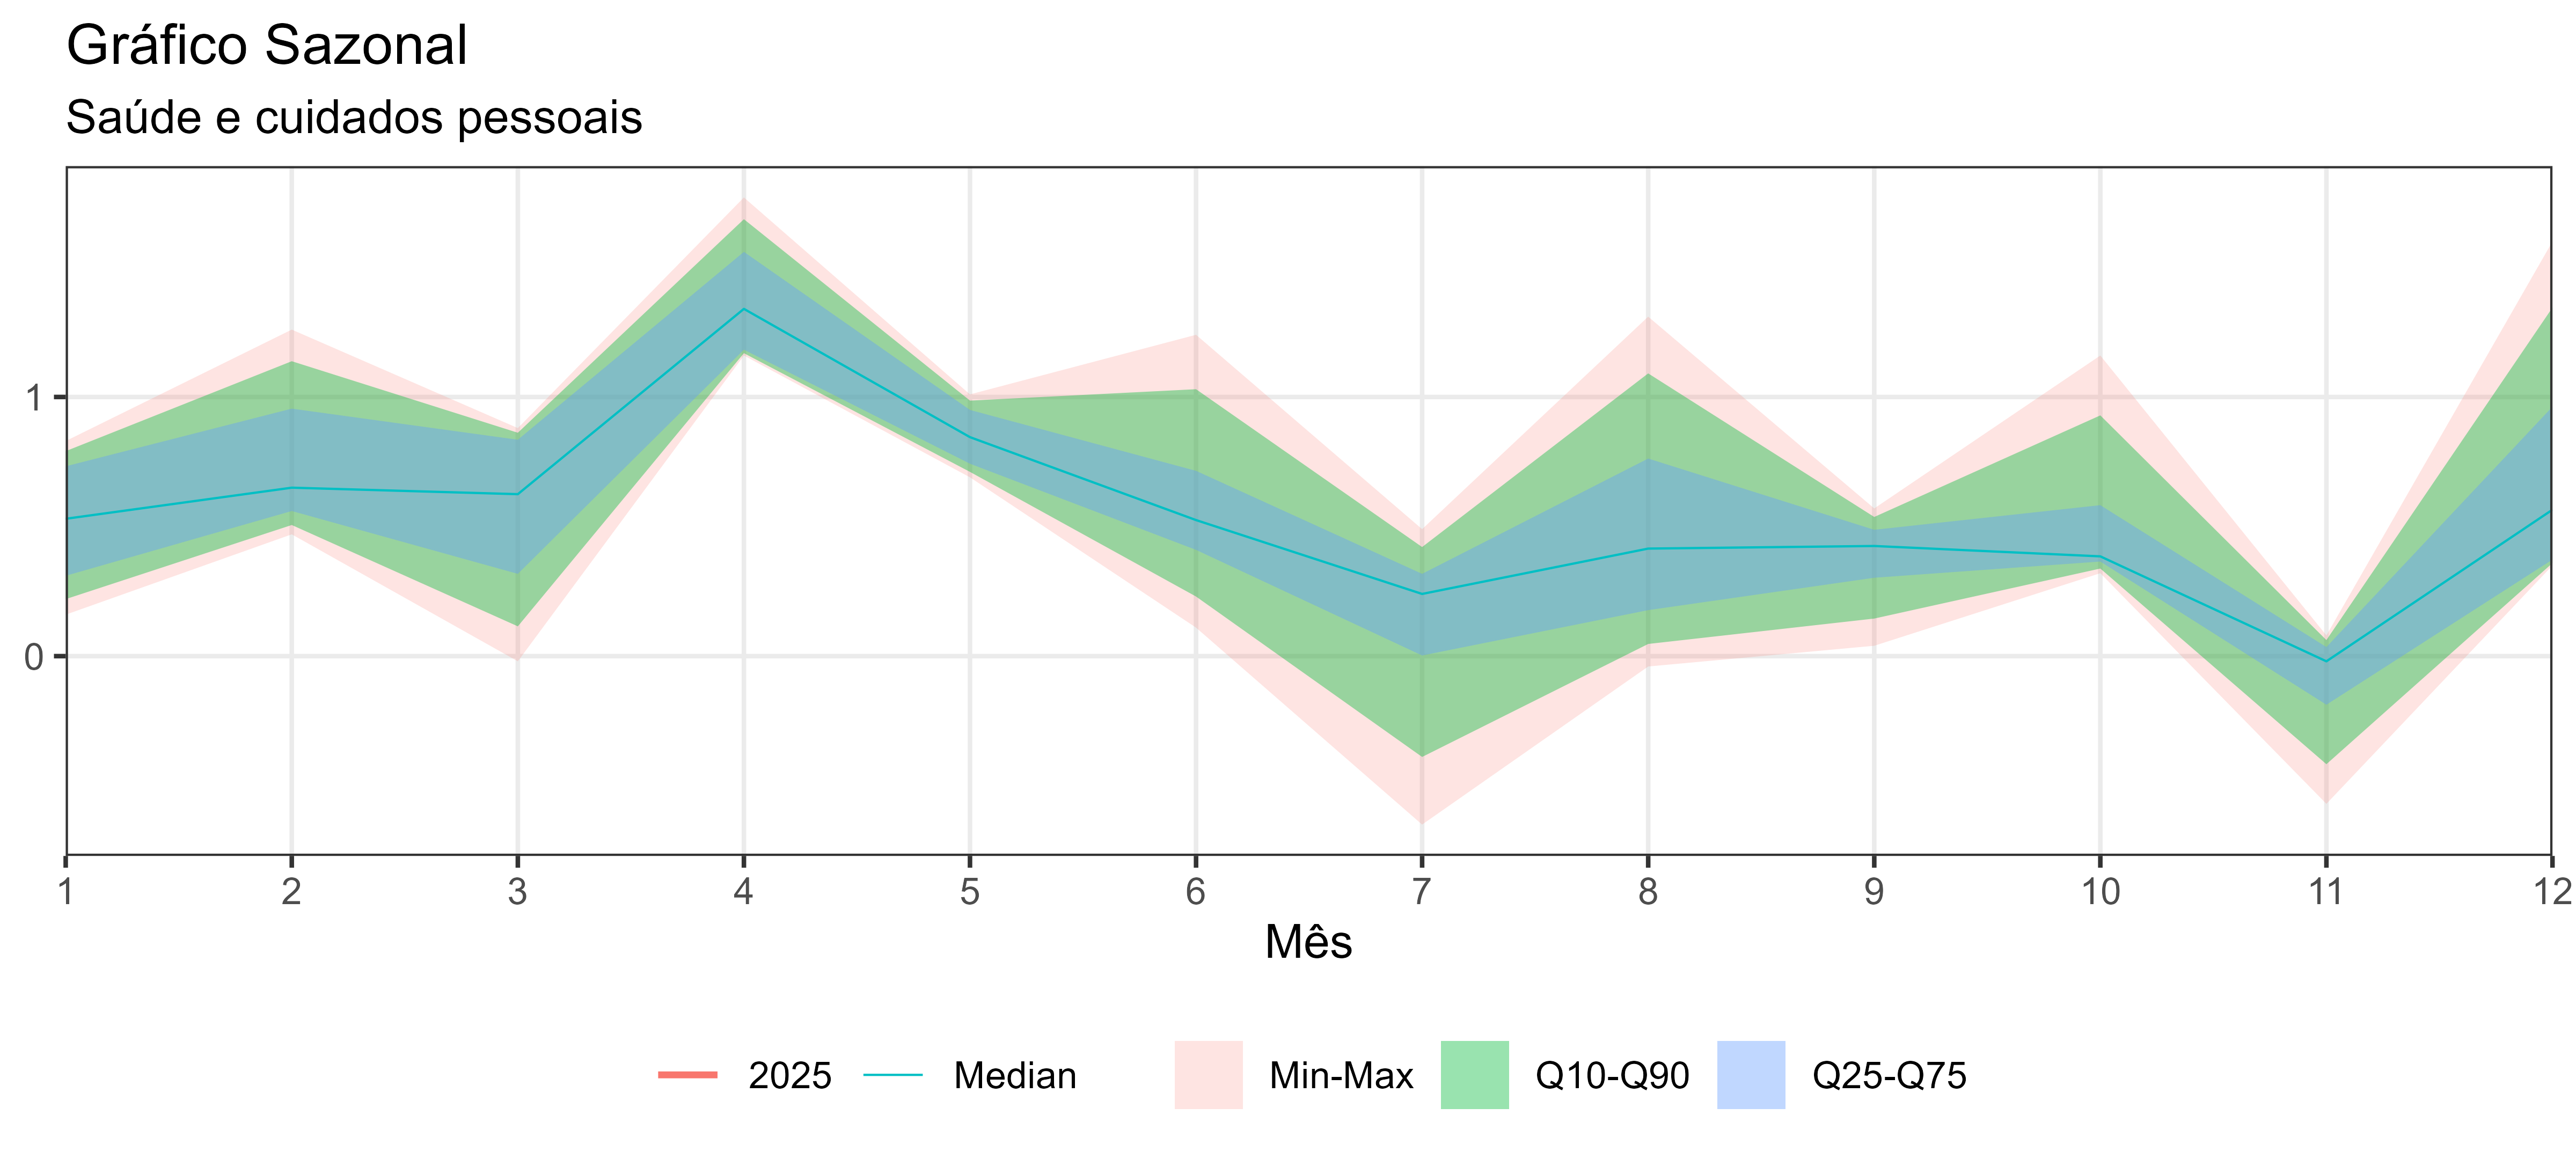 Gráfico Sazonal
Saúde e cuidados pessoais
1
0
1 2 3 4 5 6 7 8 9 10 11 12
Mês
2025 Median Min-Max Q10-Q90 Q25-Q75